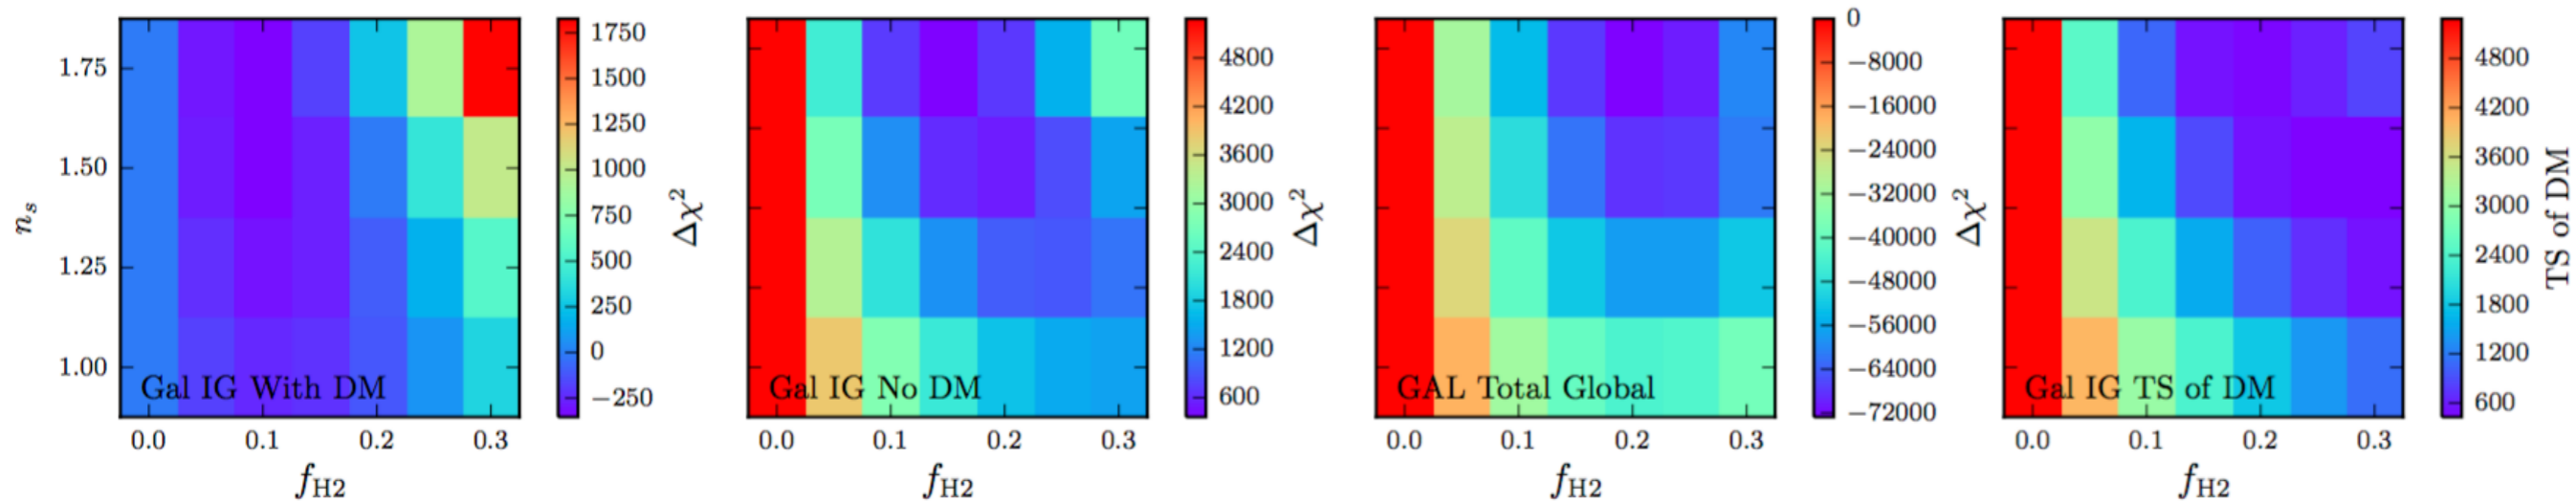 1.75
1.50
1.25
1.00
n_s
Gal IG With DM
0.0 0.1 0.2 0.3
f_H2
1750
1500
1250
1000
750
500
250
0
−250
Δχ²
Gal IG No DM
0.0 0.1 0.2 0.3
f_H2
4800
4200
3600
3000
2400
1800
1200
600
Δχ²
GAL Total Global
0.0 0.1 0.2 0.3
f_H2
0
−8000
−16000
−24000
−32000
−40000
−48000
−56000
−64000
−72000
Δχ²
Gal IG TS of DM
0.0 0.1 0.2 0.3
f_H2
4800
4200
3600
3000
2400
1800
1200
600
TS of DM